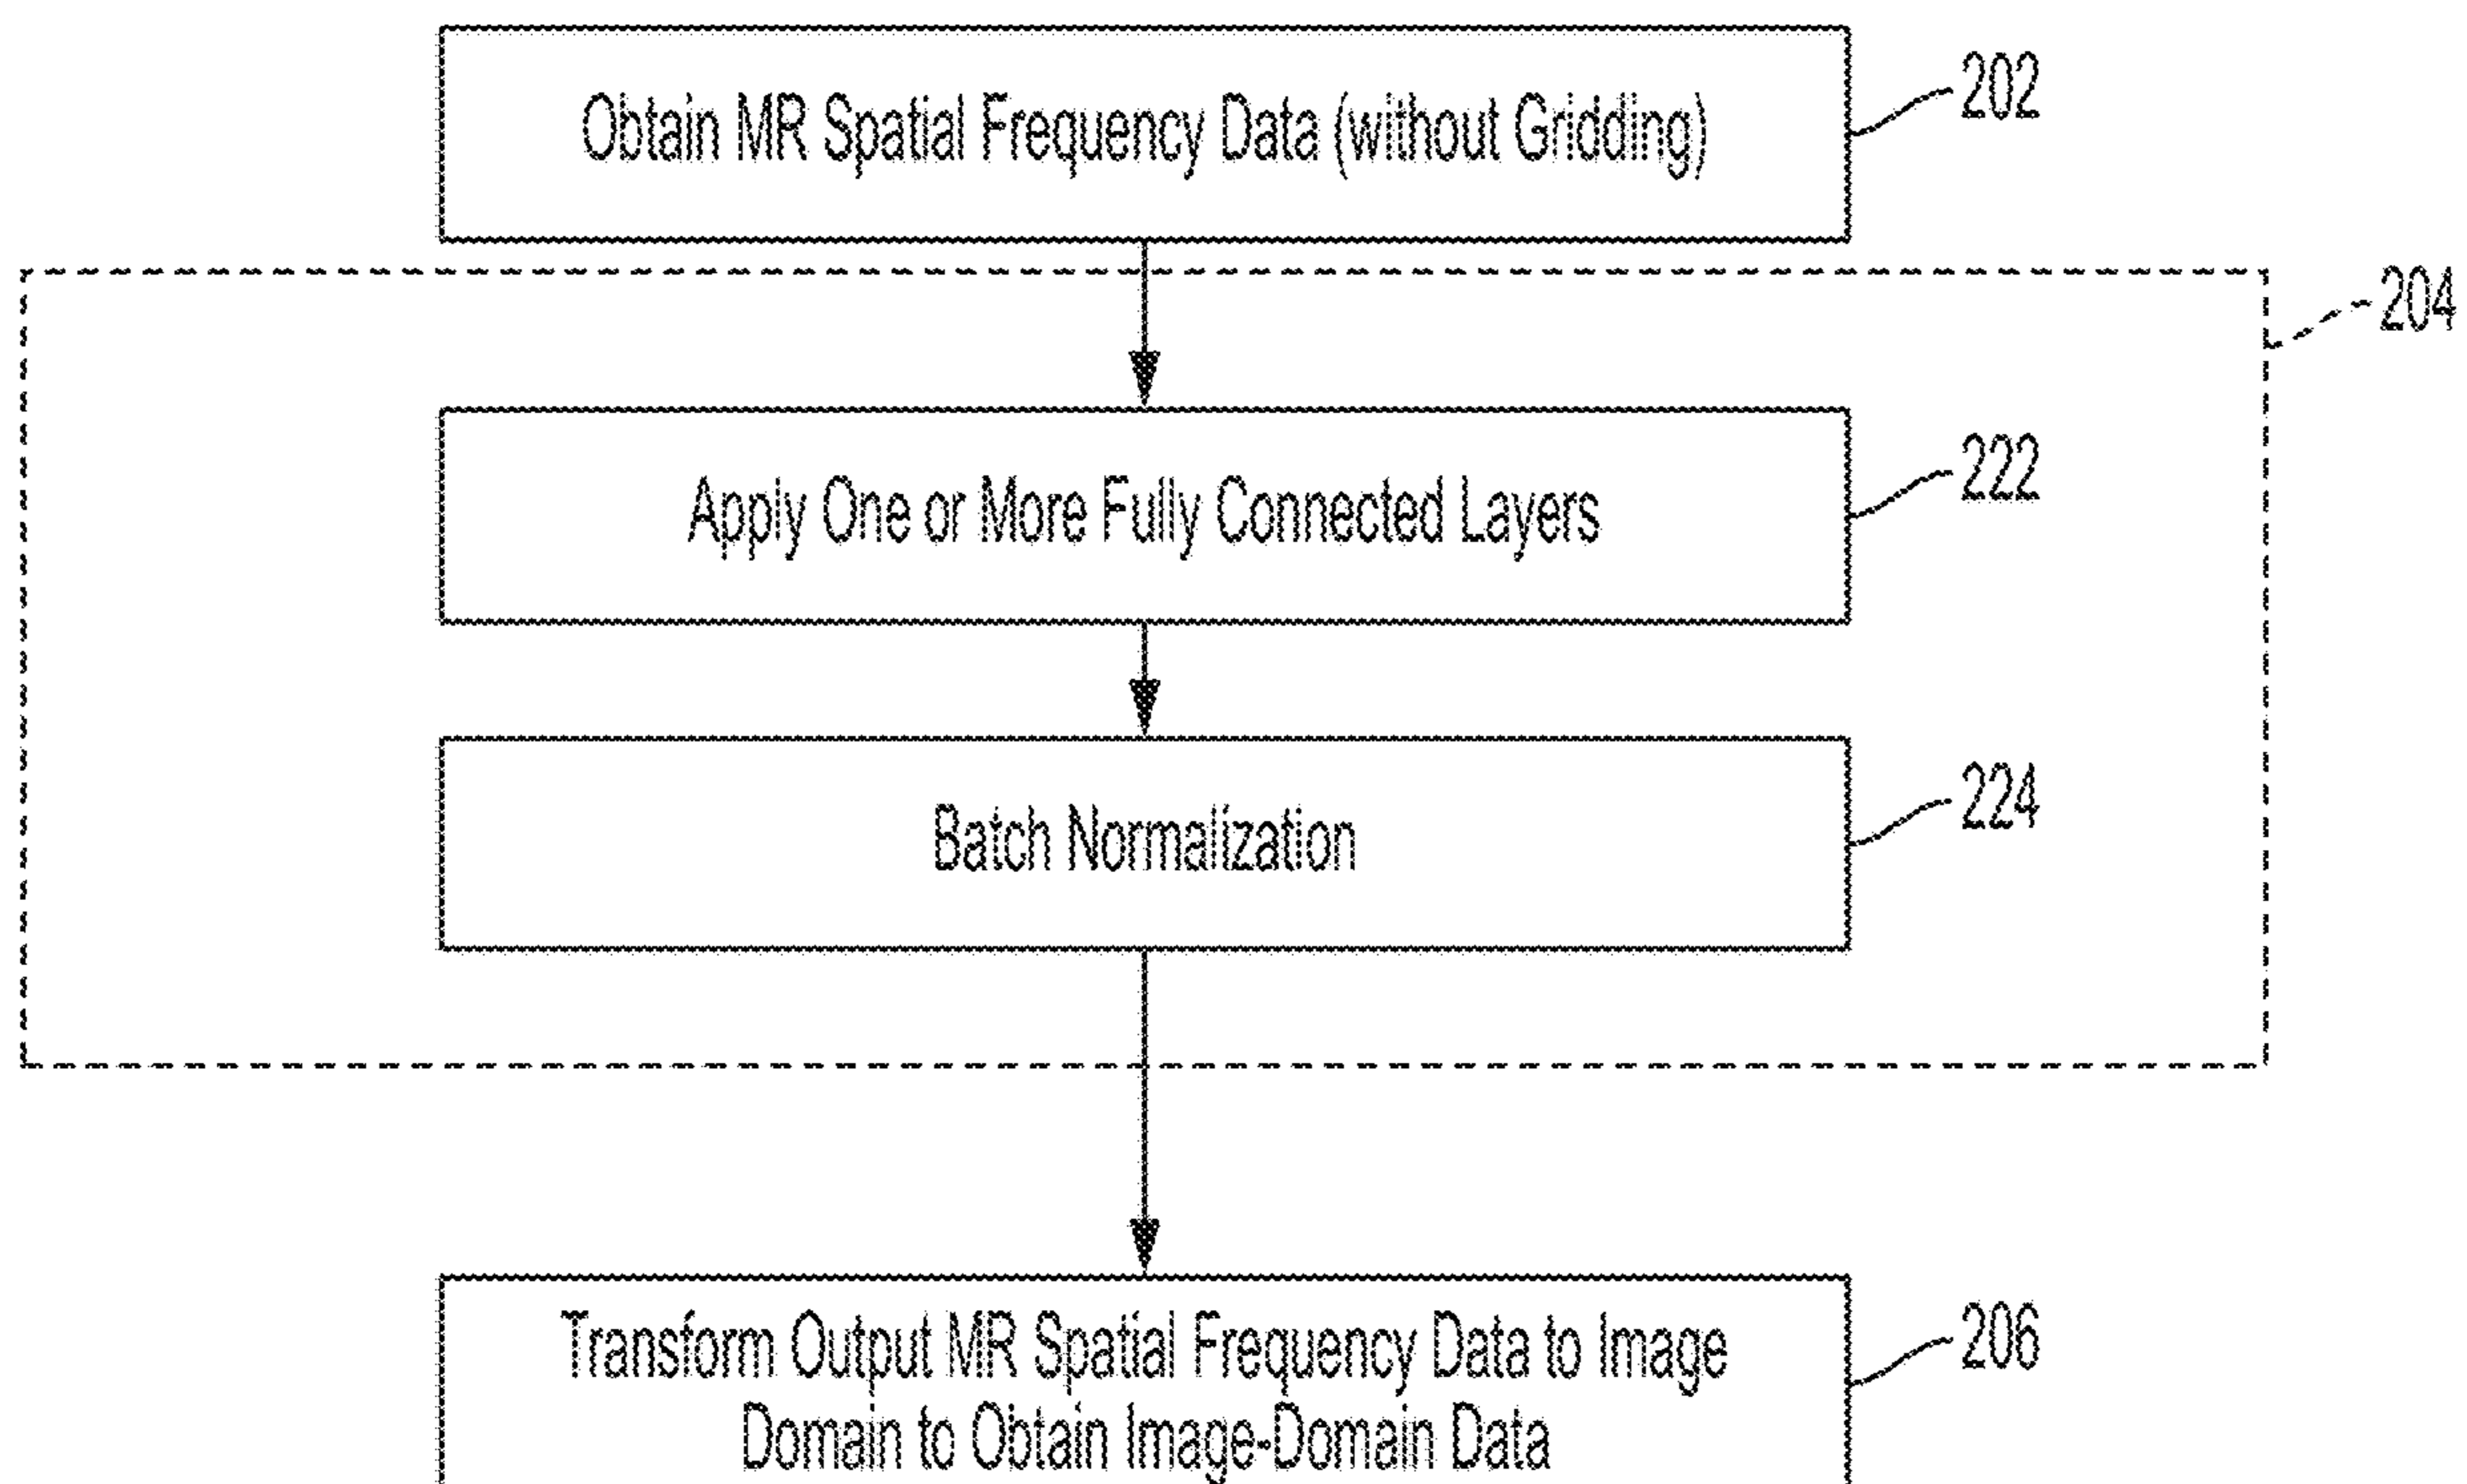 Obtain MR Spatial Frequency Data (without Gridding)
202
204
Apply One or More Fully Connected Layers
222
Batch Normalization
224
Transform Output MR Spatial Frequency Data to Image
Domain to Obtain Image-Domain Data
206